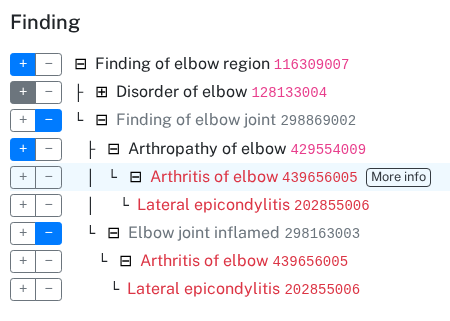 Finding
+ − ⊟ Finding of elbow region 116309007
+ − ├ ⊞ Disorder of elbow 128133004
+ − └ ⊟ Finding of elbow joint 298869002
+ − ├ ⊟ Arthropathy of elbow 429554009
+ − │ └ ⊟ Arthritis of elbow 439656005 More info
+ − │ └ Lateral epicondylitis 202855006
+ − └ ⊟ Elbow joint inflamed 298163003
+ − └ ⊟ Arthritis of elbow 439656005
+ − └ Lateral epicondylitis 202855006